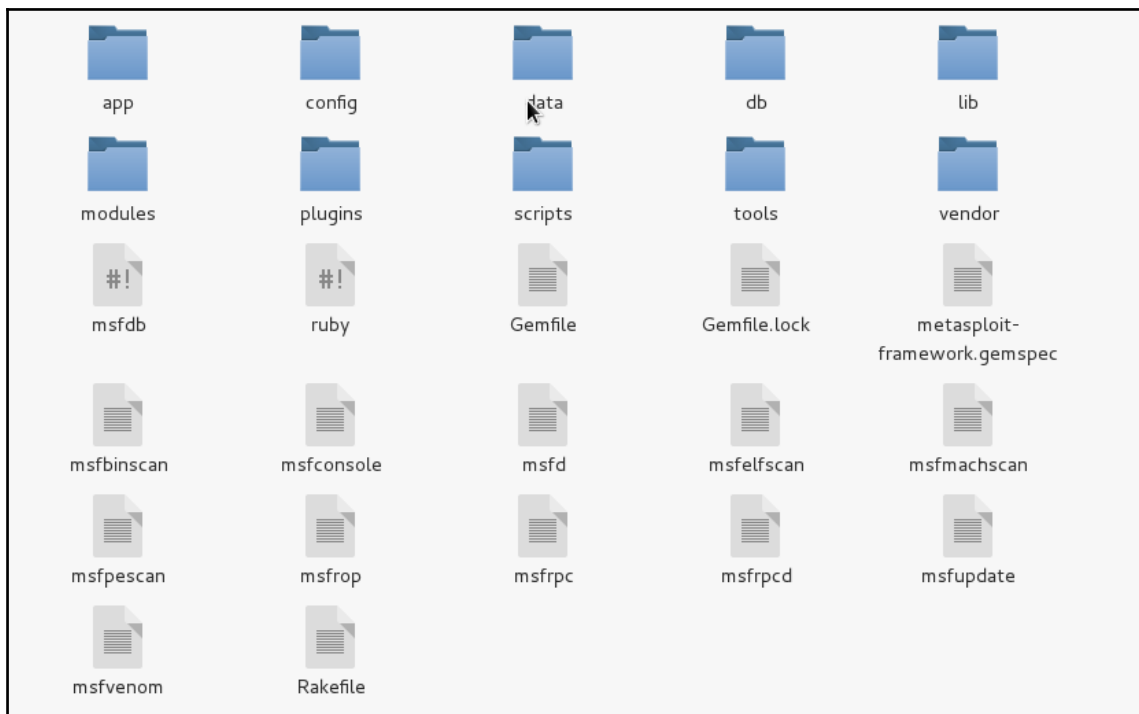 app config data db lib
modules plugins scripts tools vendor
#! #!
msfdb ruby Gemfile Gemfile.lock metasploit-
framework.gemspec
msfbinscan msfconsole msfd msfelfscan msfmachscan
msfpescan msfrop msfrpc msfrpcd msfupdate
msfvenom Rakefile